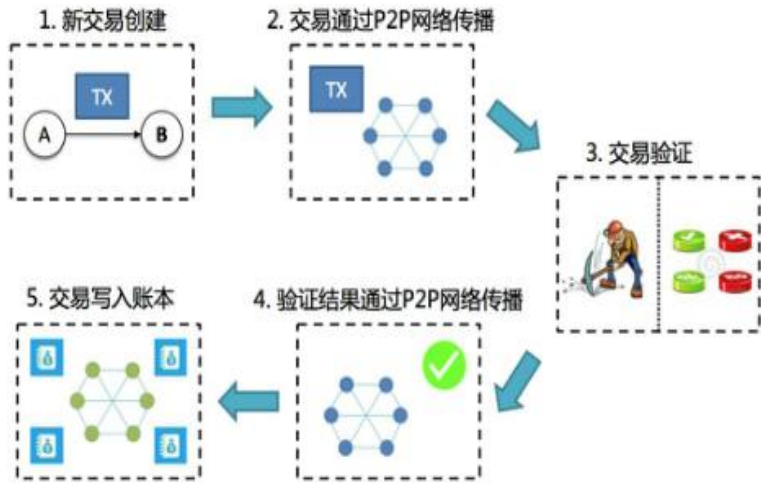 1. 新交易创建
TX
A
B
2. 交易通过P2P网络传播
TX
3. 交易验证
4. 验证结果通过P2P网络传播
5. 交易写入账本